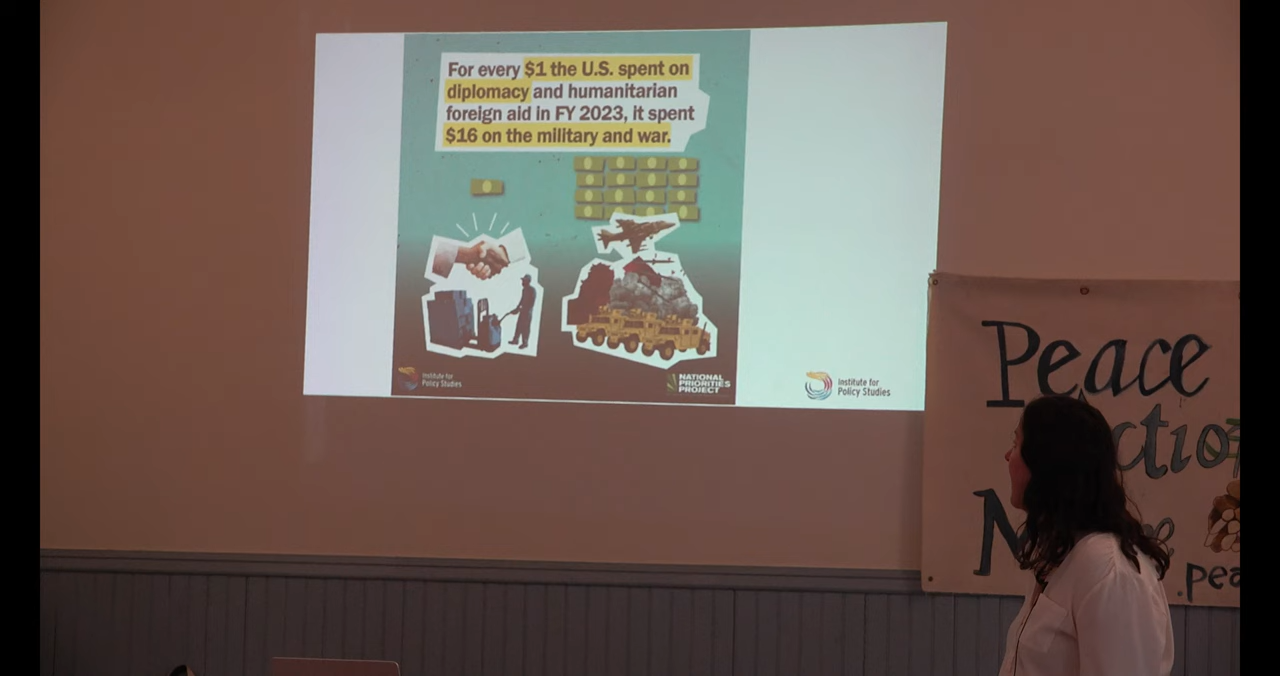 For every $1 the U.S. spent on
diplomacy and humanitarian
foreign aid in FY 2023, it spent
$16 on the military and war.
Institute for
Policy Studies
NATIONAL
PRIORITIES
PROJECT
Institute for
Policy Studies
Peace
ctio
.pea